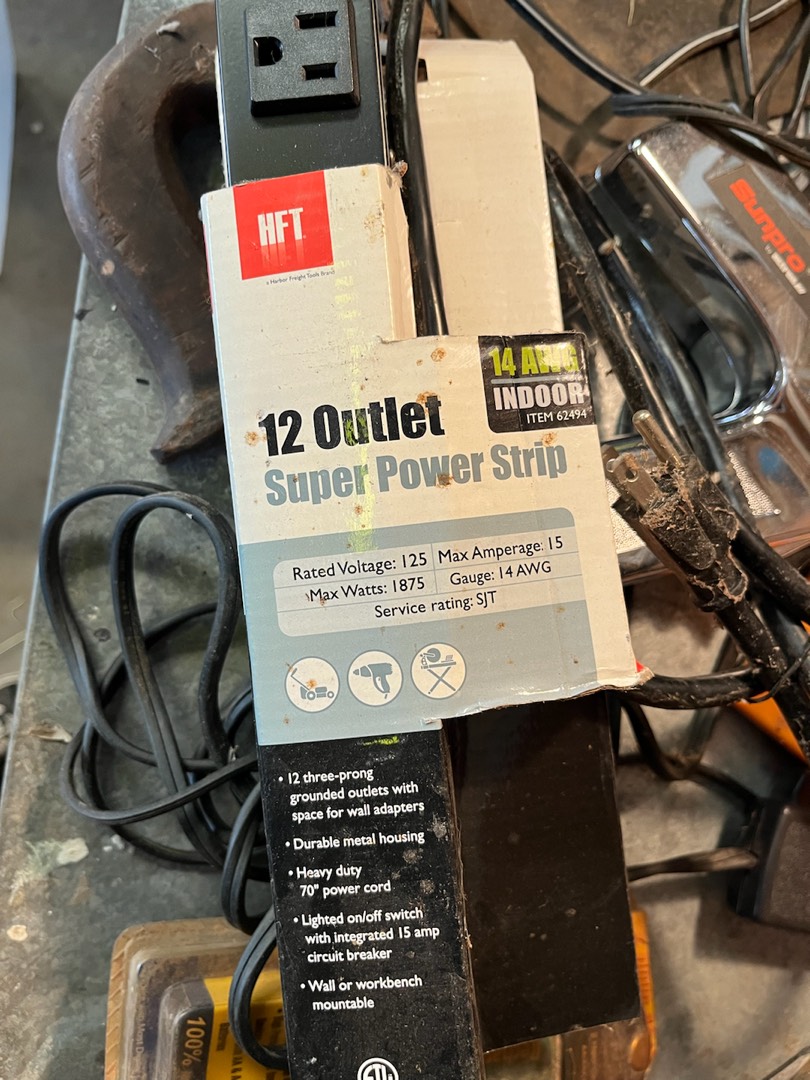 HFT
a Harbor Freight Tools Brand
14 AWG
INDOOR
ITEM 62494
12 Outlet
Super Power Strip
Rated Voltage: 125
Max Amperage: 15
Max Watts: 1875
Gauge: 14 AWG
Service rating: SJT
• 12 three-prong
grounded outlets with
space for wall adapters
• Durable metal housing
• Heavy duty
70" power cord
• Lighted on/off switch
with integrated 15 amp
circuit breaker
• Wall or workbench
mountable
sunpro
100%